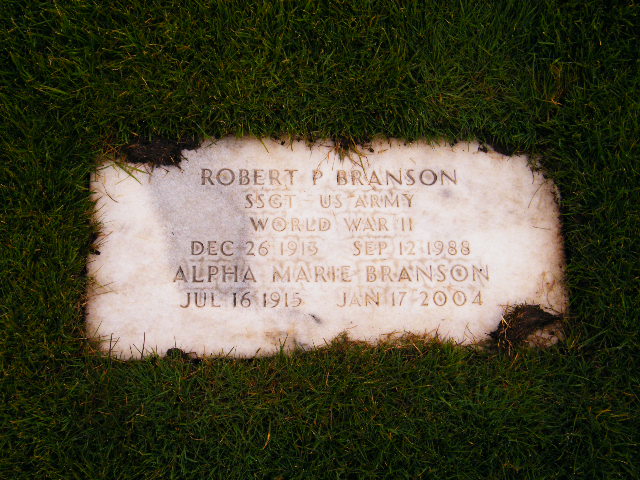 ROBERT P BRANSON
SSGT US ARMY
WORLD WAR II
DEC 26 1913 SEP 12 1988
ALPHA MARIE BRANSON
JUL 16 1915 JAN 17 2004